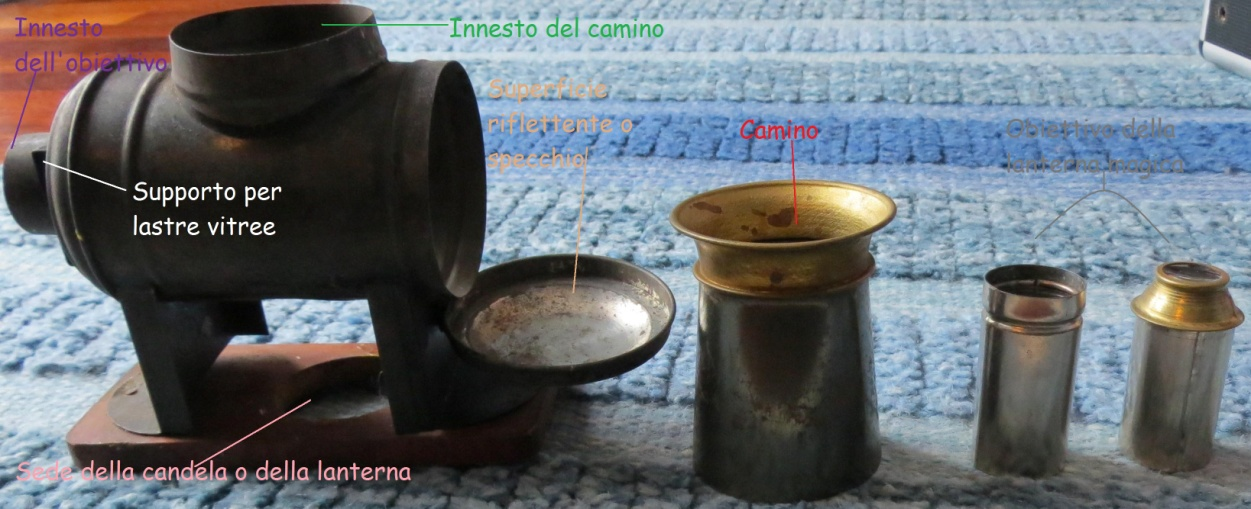 Innesto
dell'obiettivo
Innesto del camino
Superficie
riflettente o
specchio
Camino
Obiettivo della
lanterna magica
Supporto per
lastre vitree
Sede della candela o della lanterna